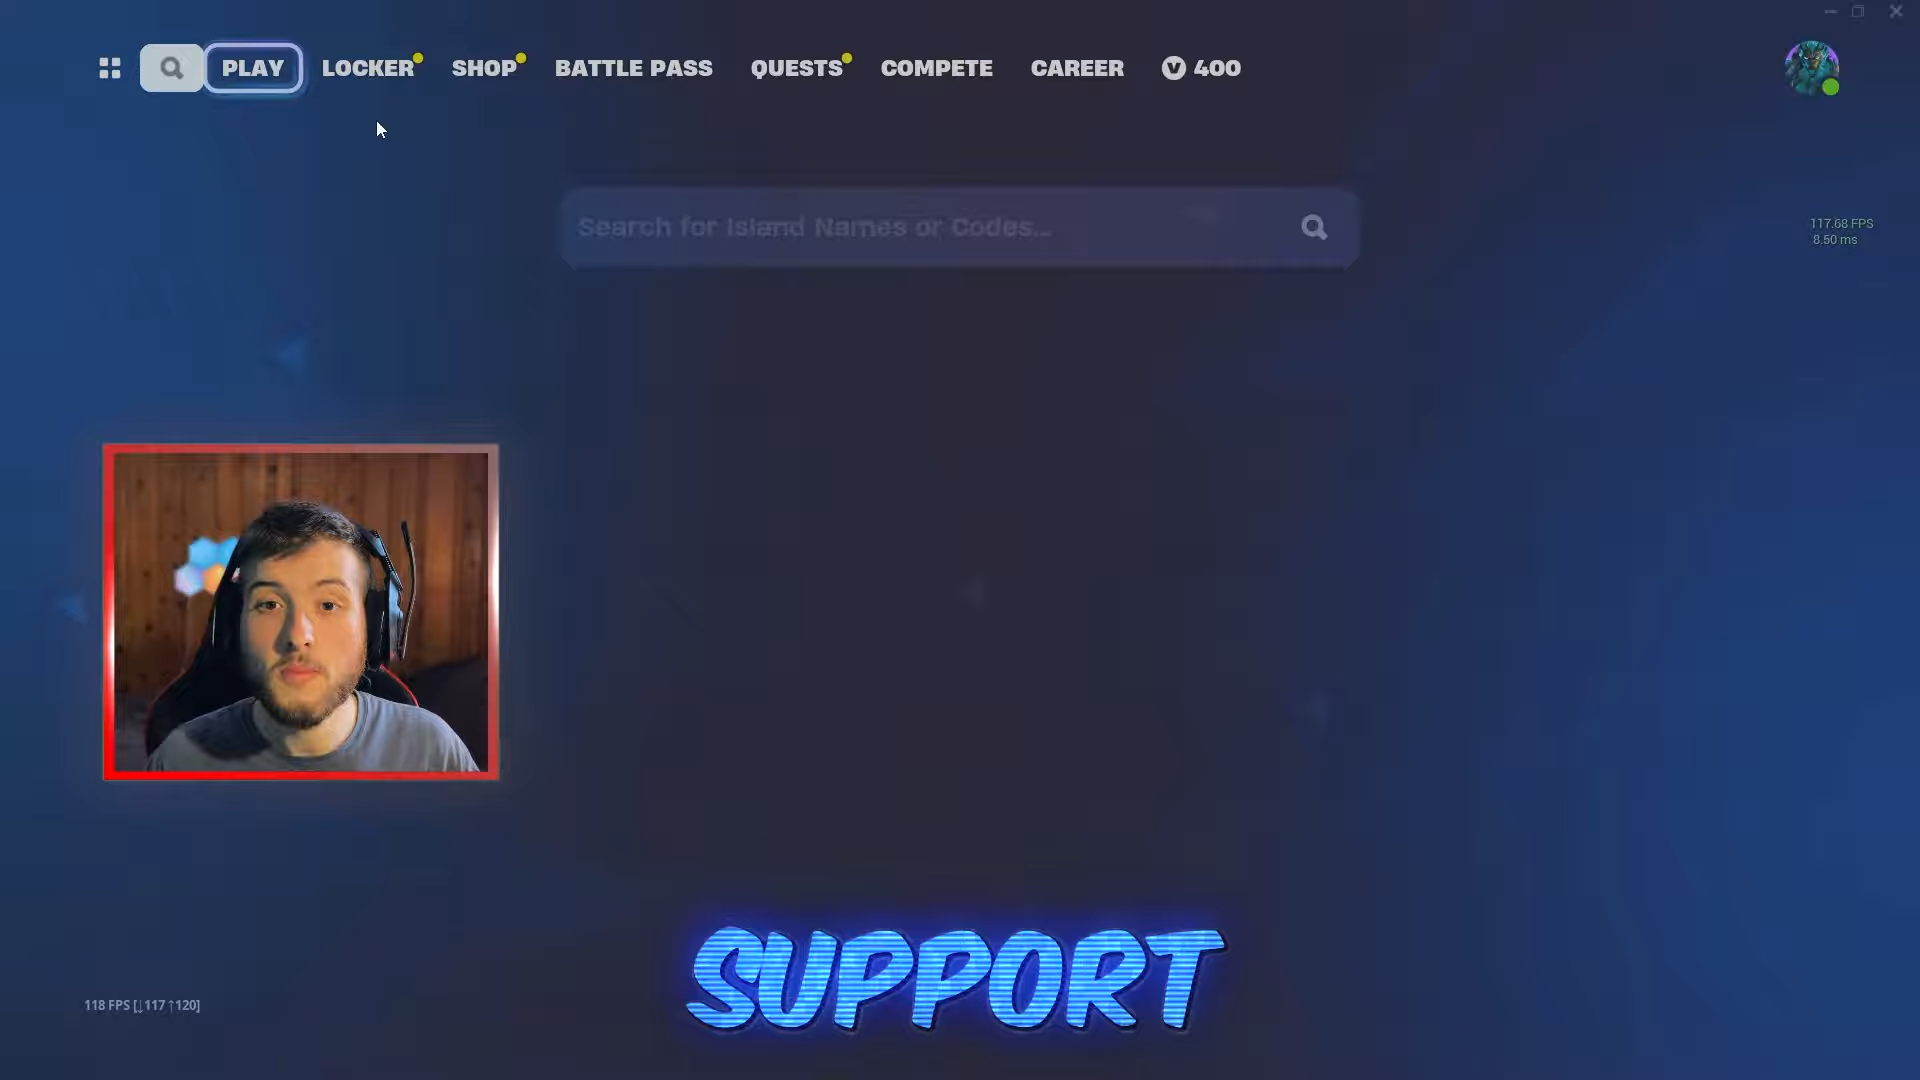 PLAY LOCKER SHOP BATTLE PASS QUESTS COMPETE CAREER V 400
Search for Island Names or Codes...
117.68 FPS
8.50 ms
SUPPORT
118 FPS [↓117 ↑120]